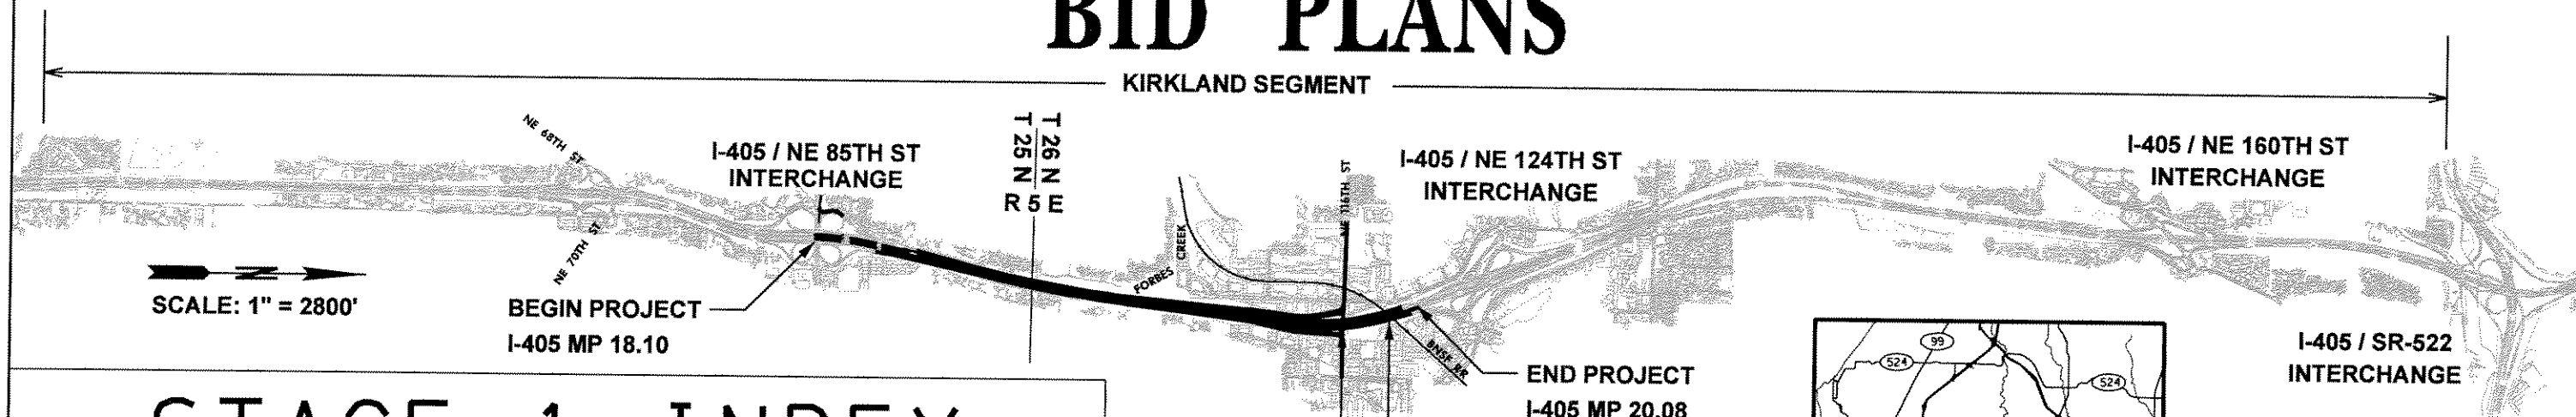 BID PLANS
KIRKLAND SEGMENT
NE 68TH ST
I-405 / NE 85TH ST
INTERCHANGE
T 25 N
T 26 N
R 5 E
NE 116TH ST
I-405 / NE 124TH ST
INTERCHANGE
I-405 / NE 160TH ST
INTERCHANGE
NE 70TH ST
FORBES
CREEK
N
SCALE: 1" = 2800'
BEGIN PROJECT
I-405 MP 18.10
BNSF RR
END PROJECT
I-405 MP 20.08
99
524
524
I-405 / SR-522
INTERCHANGE
STAGE 1 INDEX